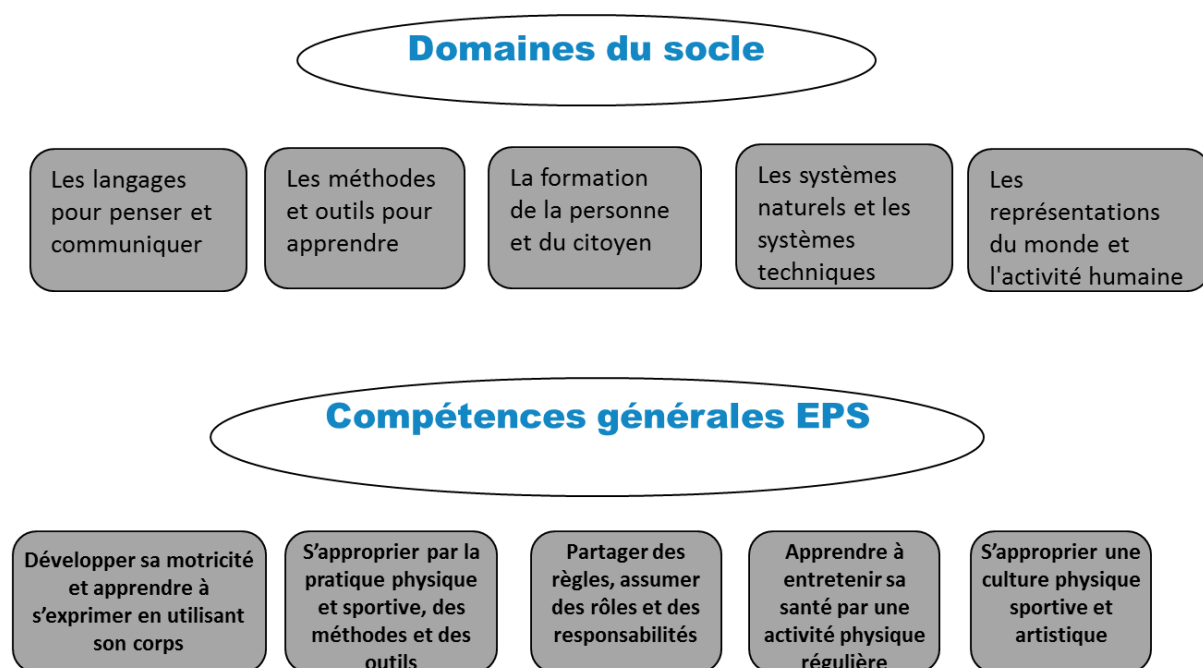 Domaines du socle
Les langages
pour penser et
communiquer
Les méthodes
et outils pour
apprendre
La formation
de la personne
et du citoyen
Les systèmes
naturels et les
systèmes
techniques
Les
représentations
du monde et
l'activité humaine
Compétences générales EPS
Développer sa motricité
et apprendre à
s’exprimer en utilisant
son corps
S’approprier par la
pratique physique
et sportive, des
méthodes et des
outils
Partager des
règles, assumer
des rôles et des
responsabilités
Apprendre à
entretenir sa
santé par une
activité physique
régulière
S’approprier une
culture physique
sportive et
artistique